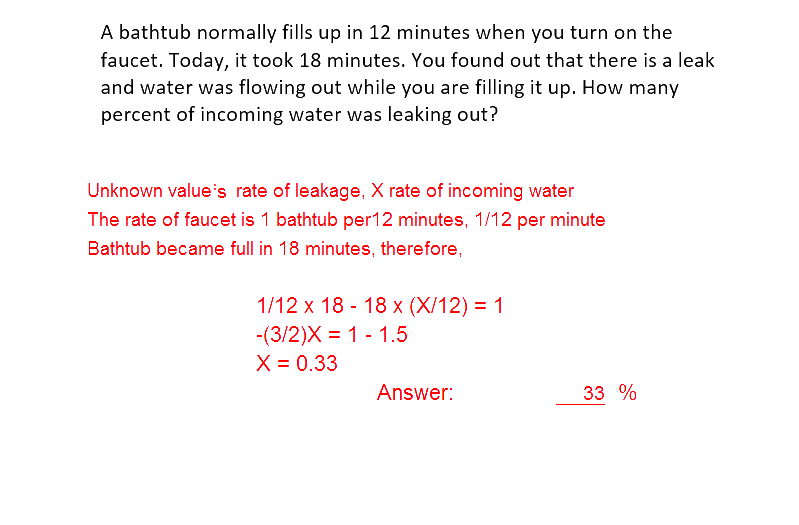 A bathtub normally fills up in 12 minutes when you turn on the
faucet. Today, it took 18 minutes. You found out that there is a leak
and water was flowing out while you are filling it up. How many
percent of incoming water was leaking out?
Unknown value's rate of leakage, X rate of incoming water
The rate of faucet is 1 bathtub per12 minutes, 1/12 per minute
Bathtub became full in 18 minutes, therefore,
1/12 x 18 - 18 x (X/12) = 1
-(3/2)X = 1 - 1.5
X = 0.33
Answer: 33 %